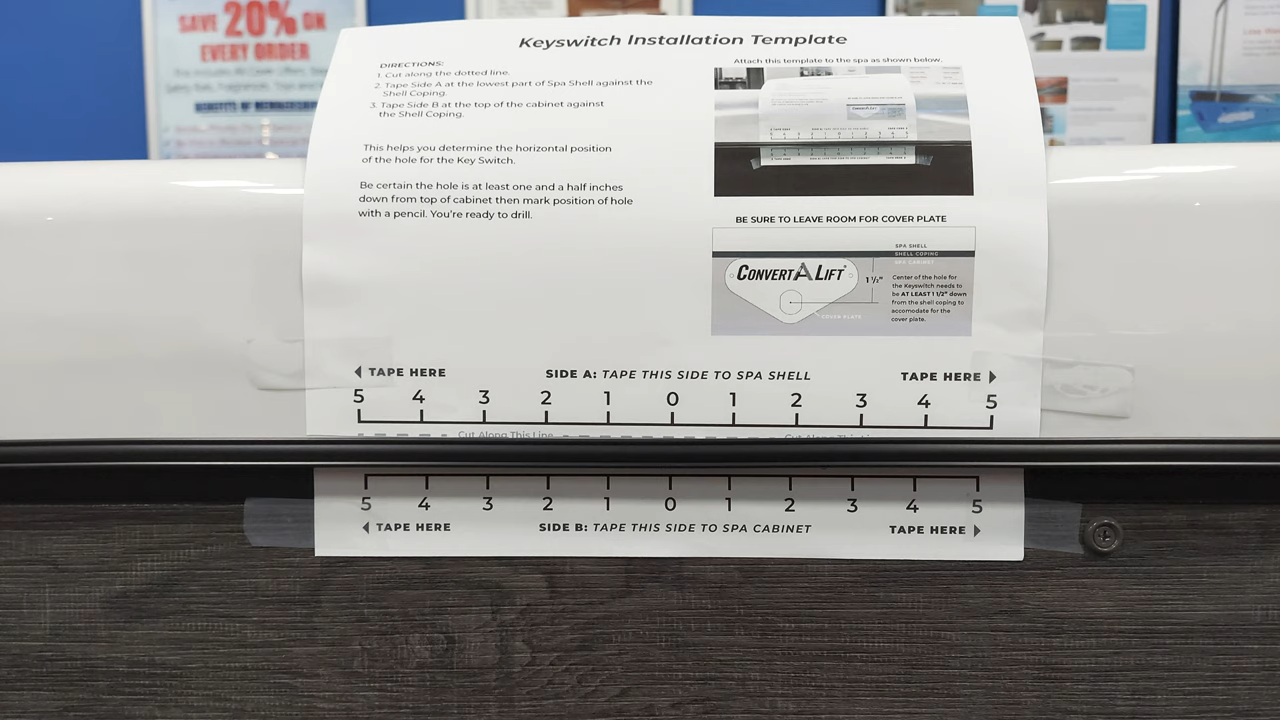 SAVE 20% ON
EVERY ORDER
BENEFITS OF MEMBERSHIP
Keyswitch Installation Template
DIRECTIONS:
1. Cut along the dotted line.
2. Tape Side A at the lowest part of Spa Shell against the
Shell Coping.
3. Tape Side B at the top of the cabinet against
the Shell Coping.
This helps you determine the horizontal position
of the hole for the Key Switch.
Be certain the hole is at least one and a half inches
down from top of cabinet then mark position of hole
with a pencil. You're ready to drill.
Attach this template to the spa as shown below.
BE SURE TO LEAVE ROOM FOR COVER PLATE
SPA SHELL
SHELL COPING
SPA CABINET
CONVERTALIFT
1 ½"
Center of the hole for
the Keyswitch needs to
be AT LEAST 1 1/2" down
from the shell coping to
accomodate for the
cover plate.
COVER PLATE
TAPE HERE SIDE A: TAPE THIS SIDE TO SPA SHELL TAPE HERE
5 4 3 2 1 0 1 2 3 4 5
Cut Along This Line Cut Along
5 4 3 2 1 0 1 2 3 4 5
TAPE HERE SIDE B: TAPE THIS SIDE TO SPA CABINET TAPE HERE